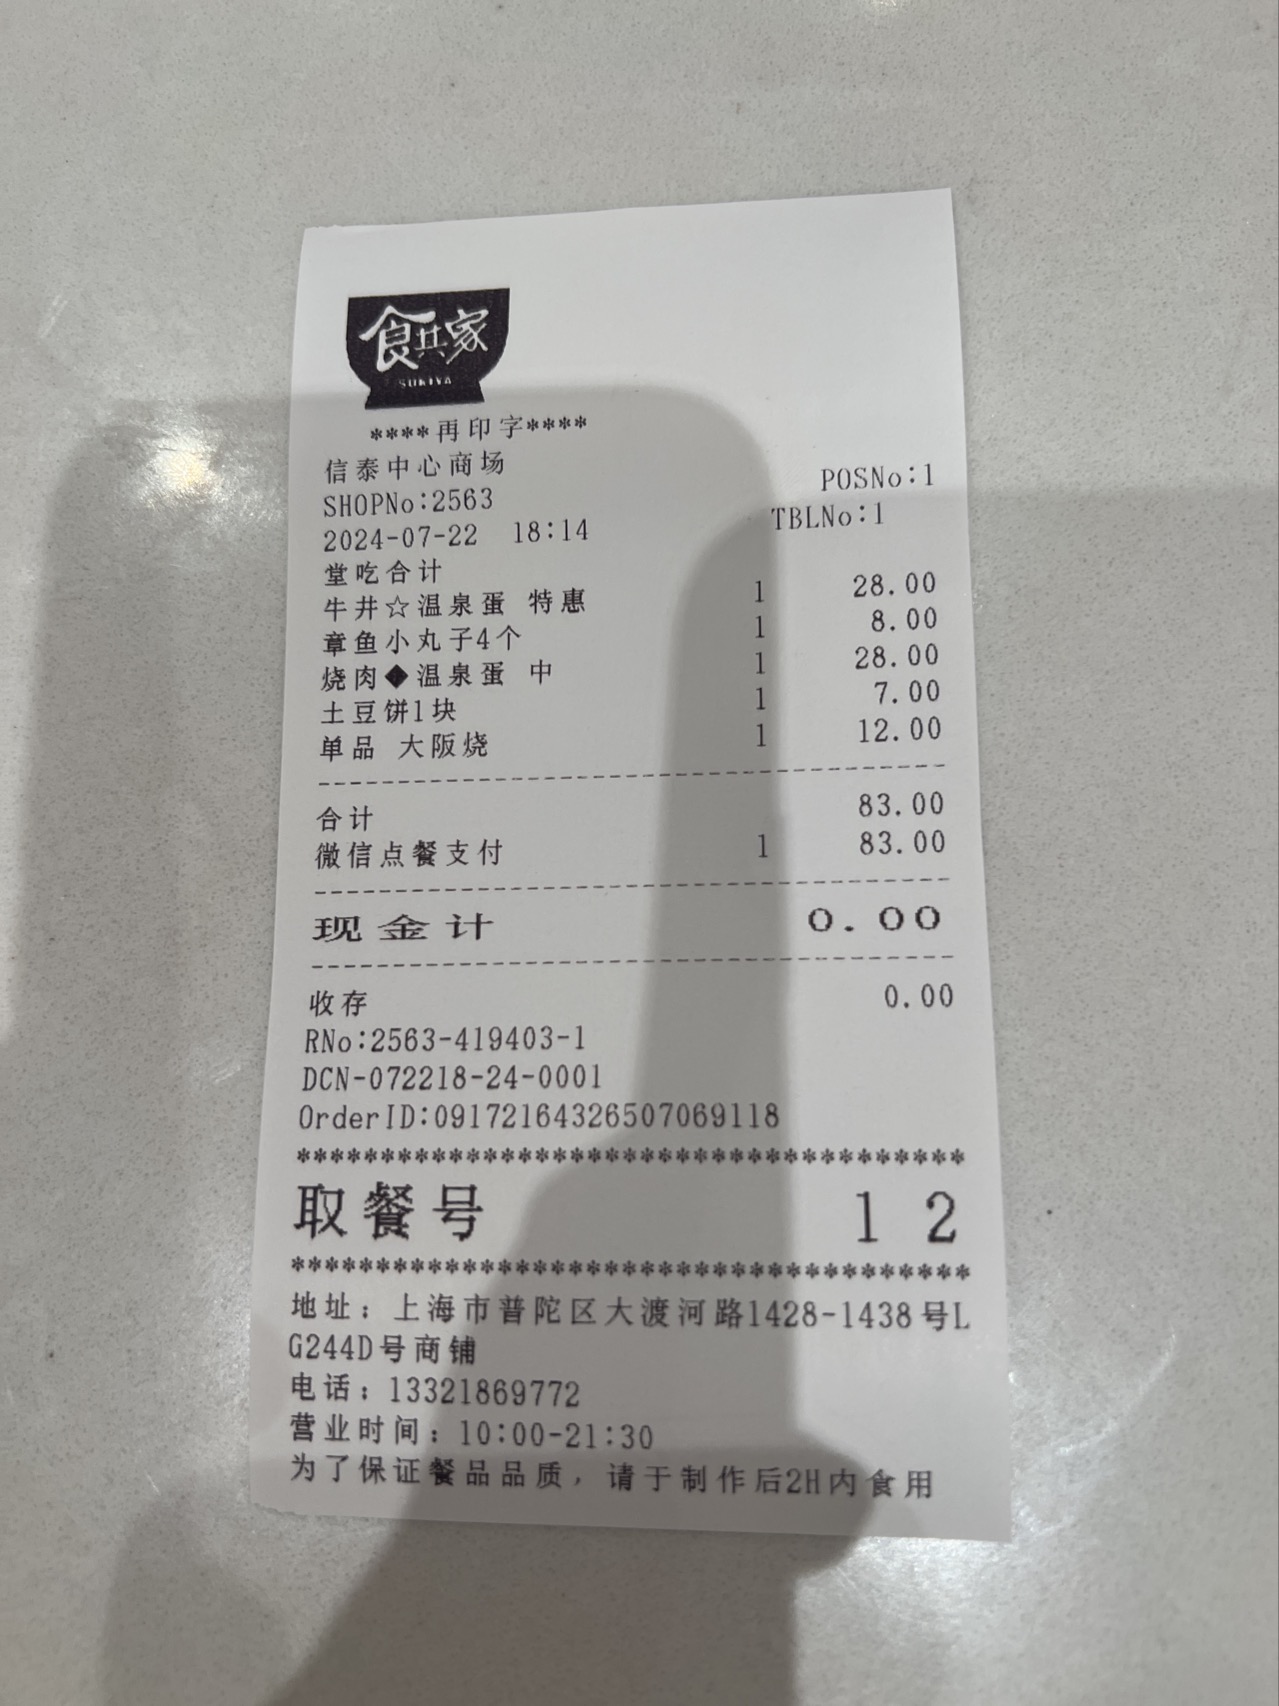 食其家
SUKIYA
****再印字****
信泰中心商场
SHOPNo:2563 POSNo:1
2024-07-22 18:14 TBLNo:1
堂吃合计
牛丼☆温泉蛋 特惠 1 28.00
章鱼小丸子4个 1 8.00
烧肉◆温泉蛋 中 1 28.00
土豆饼1块 1 7.00
单品 大阪烧 1 12.00
合计 83.00
微信点餐支付 1 83.00
现金计 0.00
收存 0.00
RNo:2563-419403-1
DCN-072218-24-0001
OrderID:09172164326507069118
****************************************
取餐号 12
****************************************
地址：上海市普陀区大渡河路1428-1438号L
G244D号商铺
电话：13321869772
营业时间：10:00-21:30
为了保证餐品品质，请于制作后2H内食用